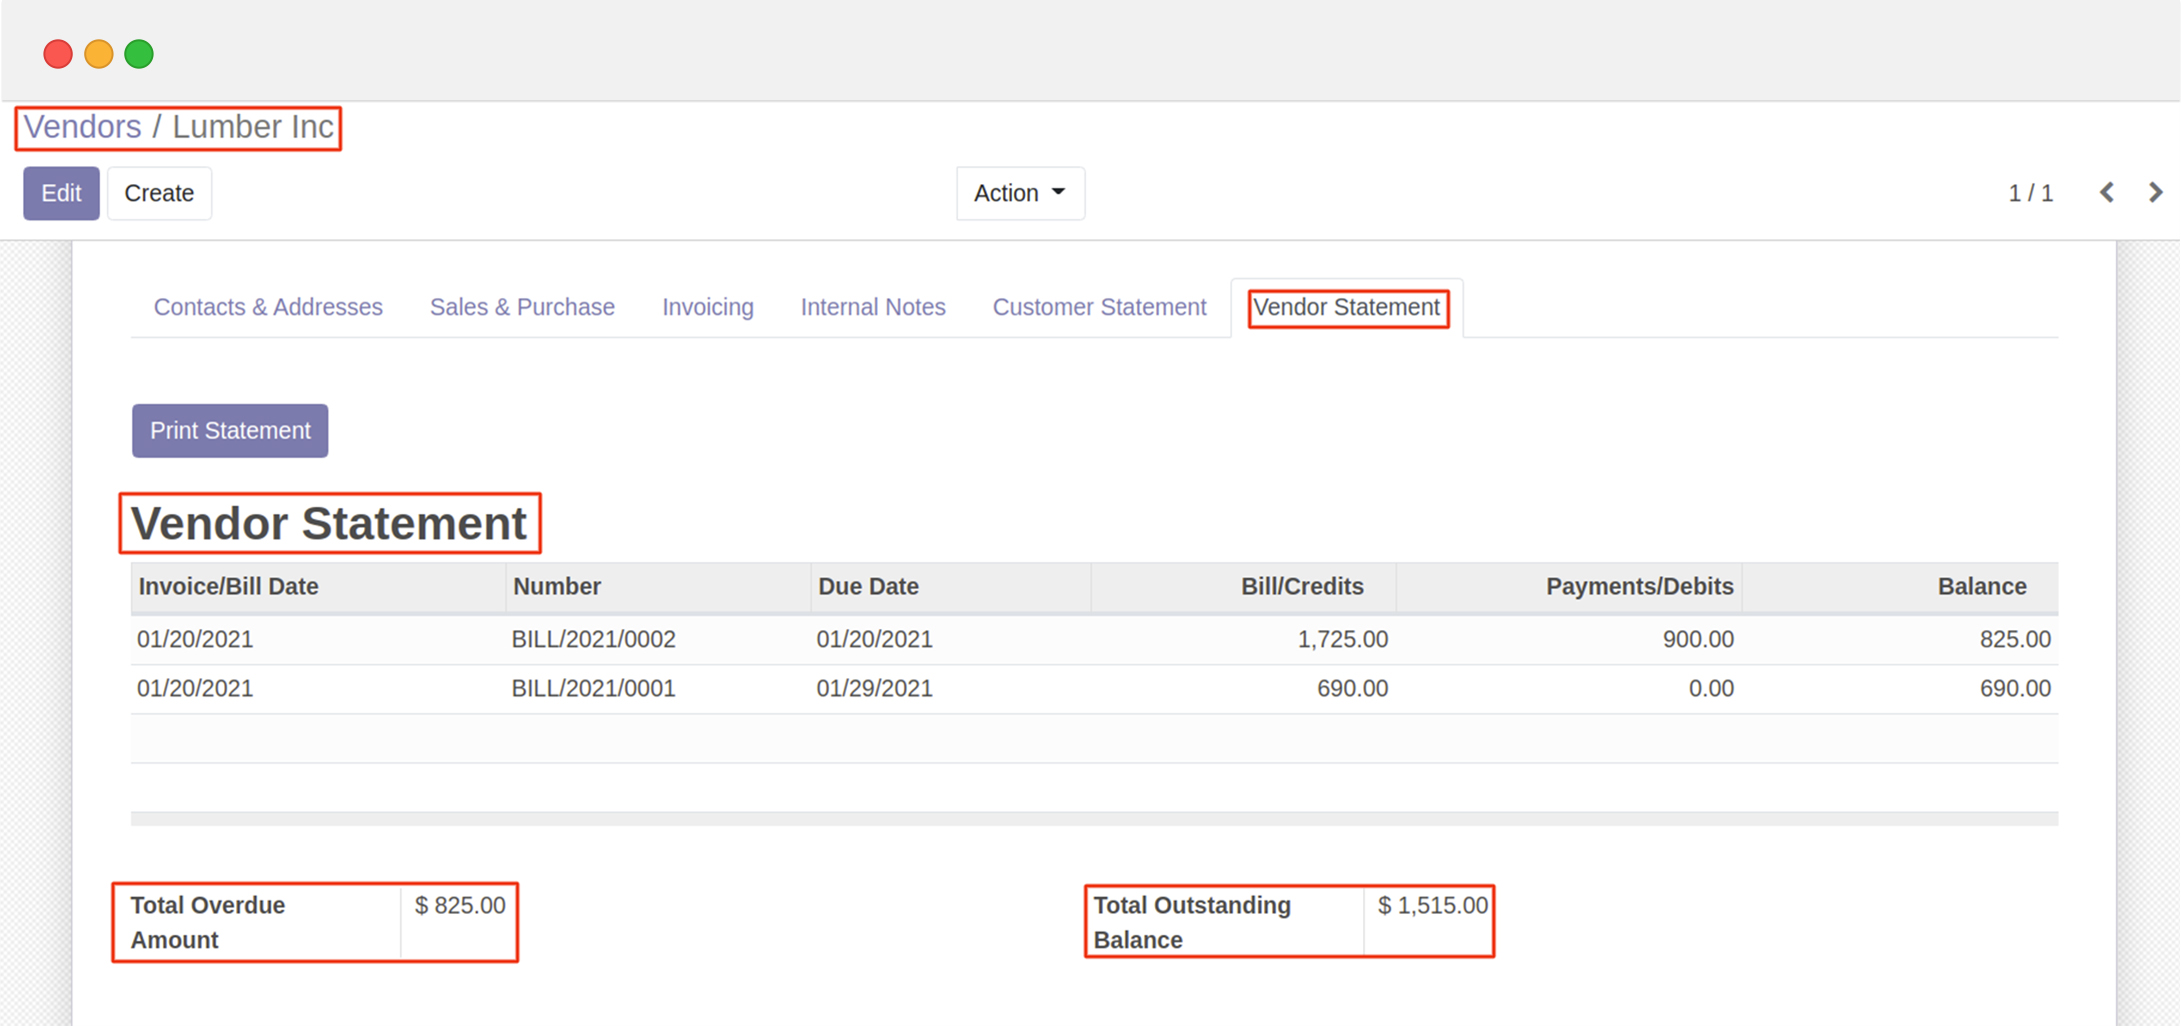 Vendors / Lumber Inc
Edit Create Action 1 / 1
Contacts & Addresses Sales & Purchase Invoicing Internal Notes Customer Statement Vendor Statement
Print Statement
Vendor Statement
Invoice/Bill Date Number Due Date Bill/Credits Payments/Debits Balance
01/20/2021 BILL/2021/0002 01/20/2021 1,725.00 900.00 825.00
01/20/2021 BILL/2021/0001 01/29/2021 690.00 0.00 690.00
Total Overdue Amount $ 825.00
Total Outstanding Balance $ 1,515.00